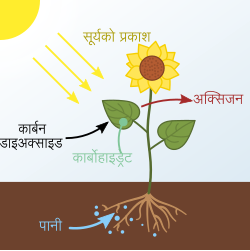 सूर्यको प्रकाश
अक्सिजन
कार्बन
डाइअक्साइड
कार्बोहाइड्रेट
पानी